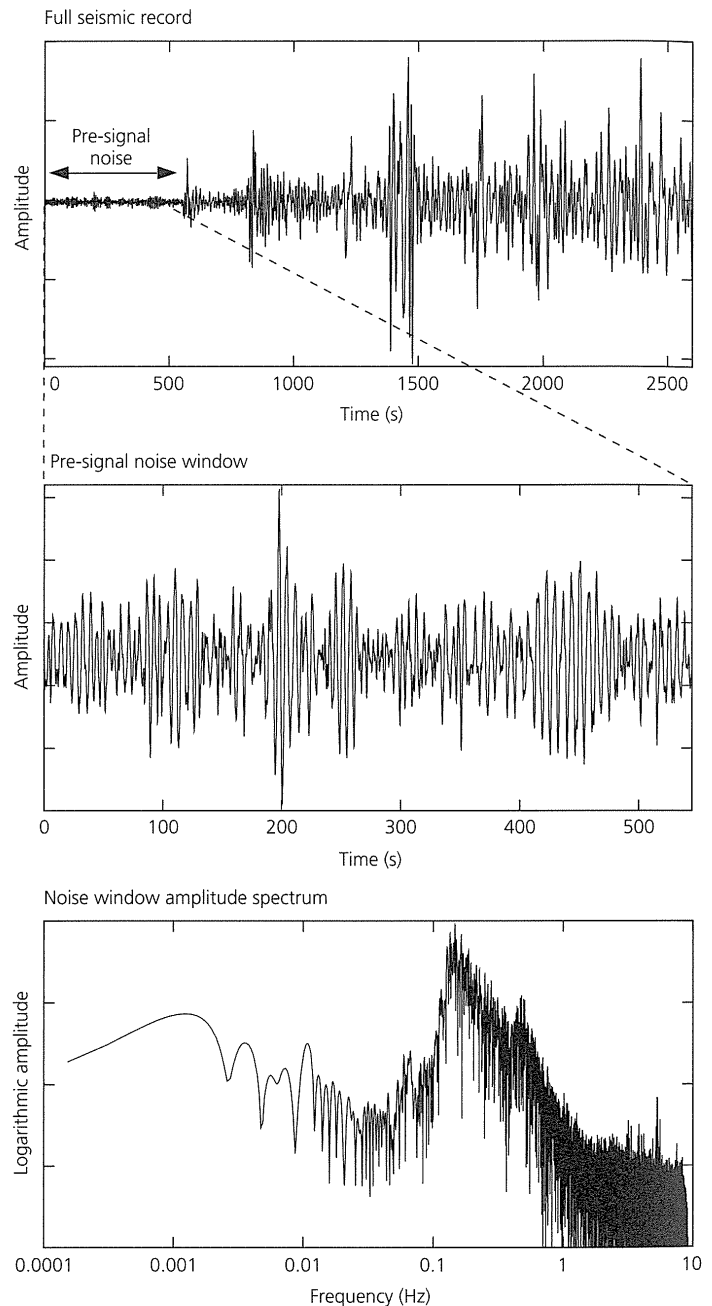 Full seismic record
Pre-signal
noise
Amplitude
0 500 1000 1500 2000 2500
Time (s)
Pre-signal noise window
Amplitude
0 100 200 300 400 500
Time (s)
Noise window amplitude spectrum
Logarithmic amplitude
0.0001 0.001 0.01 0.1 1 10
Frequency (Hz)